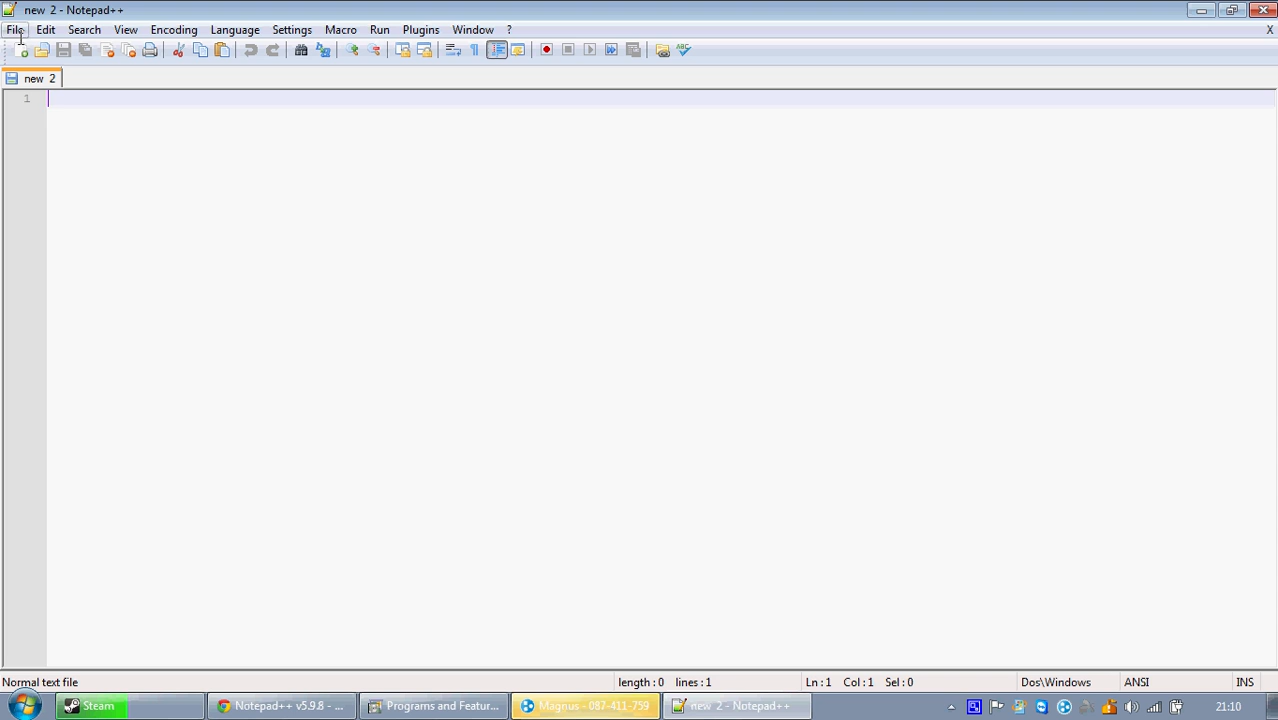 new 2 - Notepad++
File Edit Search View Encoding Language Settings Macro Run Plugins Window ? X
new 2
1
Normal text file length : 0 lines : 1 Ln : 1 Col : 1 Sel : 0 Dos\Windows ANSI INS
Steam Notepad++ v5.9.8 - ... Programs and Featur... Magnus - 087-411-759 new 2 - Notepad++ 21:10